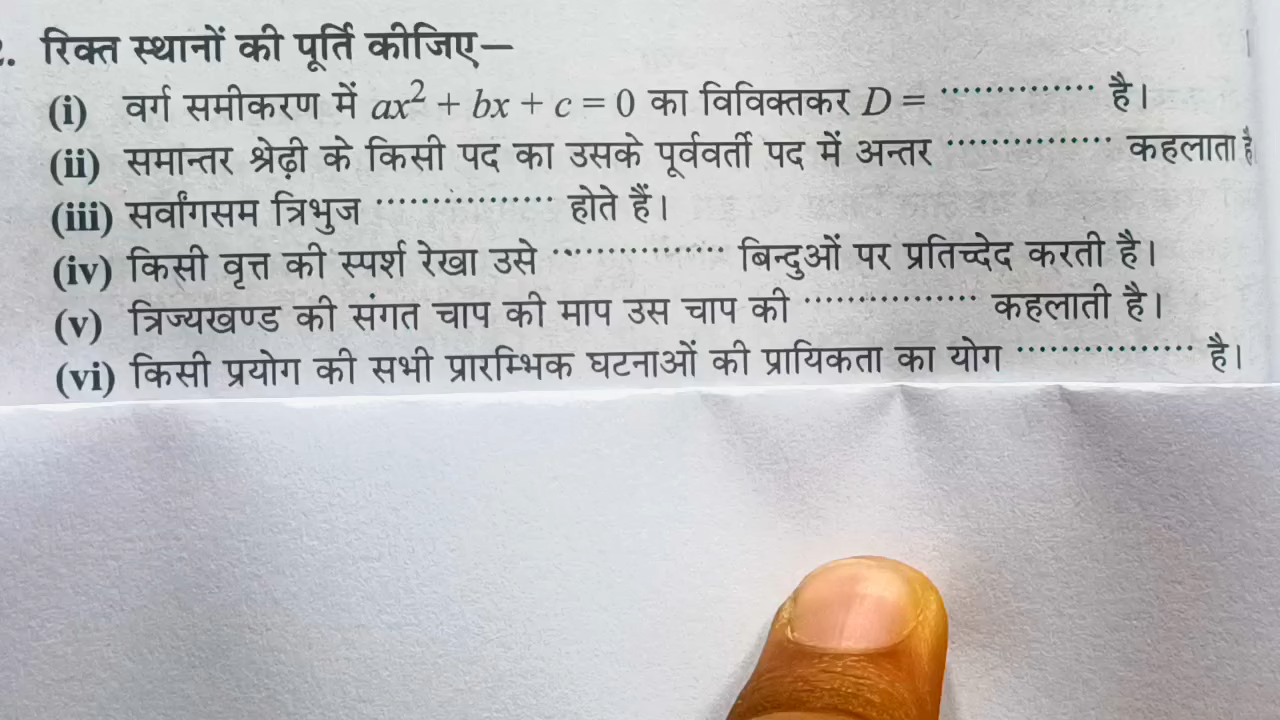 . रिक्त स्थानों की पूर्ति कीजिए—
(i) वर्ग समीकरण में ax² + bx + c = 0 का विविक्तकर D = ·············· है।
(ii) समान्तर श्रेढ़ी के किसी पद का उसके पूर्ववर्ती पद में अन्तर ··············· कहलाता है
(iii) सर्वांगसम त्रिभुज ················ होते हैं।
(iv) किसी वृत्त की स्पर्श रेखा उसे ················ बिन्दुओं पर प्रतिच्देद करती है।
(v) त्रिज्यखण्ड की संगत चाप की माप उस चाप की ················ कहलाती है।
(vi) किसी प्रयोग की सभी प्रारम्भिक घटनाओं की प्रायिकता का योग ················ है।